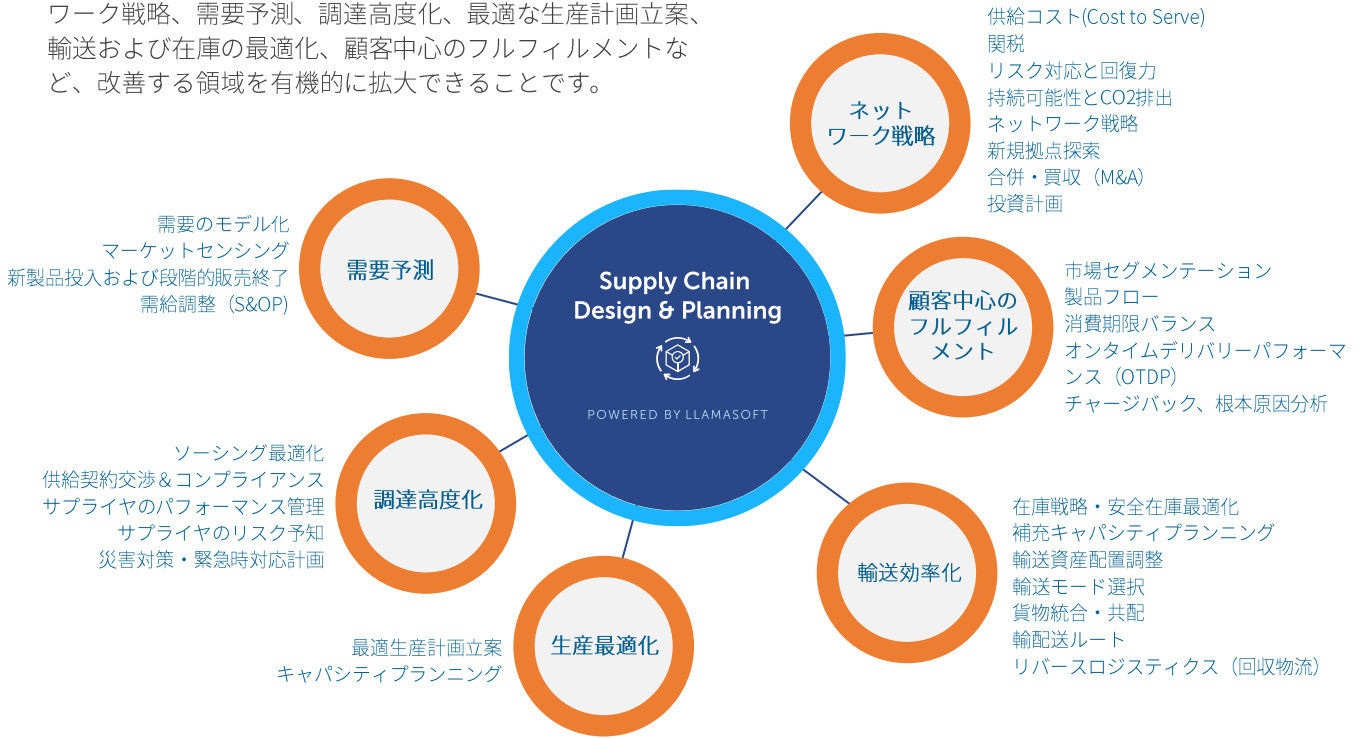 ワーク戦略、需要予測、調達高度化、最適な生産計画立案、
輸送および在庫の最適化、顧客中心のフルフィルメントな
ど、改善する領域を有機的に拡大できることです。
ネット
ワーク戦略
供給コスト(Cost to Serve)
関税
リスク対応と回復力
持続可能性とCO2排出
ネットワーク戦略
新規拠点探索
合併・買収（M&A）
投資計画
需要のモデル化
マーケットセンシング
新製品投入および段階的販売終了
需給調整（S&OP)
需要予測
Supply Chain
Design & Planning
POWERED BY LLAMASOFT
顧客中心の
フルフィル
メント
市場セグメンテーション
製品フロー
消費期限バランス
オンタイムデリバリーパフォーマ
ンス（OTDP）
チャージバック、根本原因分析
ソーシング最適化
供給契約交渉＆コンプライアンス
サプライヤのパフォーマンス管理
サプライヤのリスク予知
災害対策・緊急時対応計画
調達高度化
輸送効率化
在庫戦略・安全在庫最適化
補充キャパシティプランニング
輸送資産配置調整
輸送モード選択
貨物統合・共配
輸配送ルート
リバースロジスティクス（回収物流）
最適生産計画立案
キャパシティプランニング
生産最適化